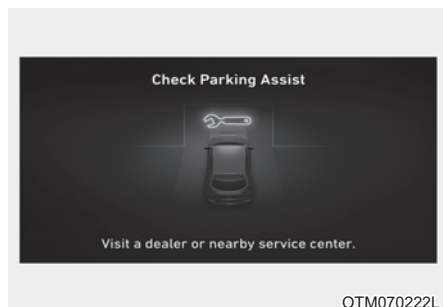 Check Parking Assist
Visit a dealer or nearby service center.
OTM070222L